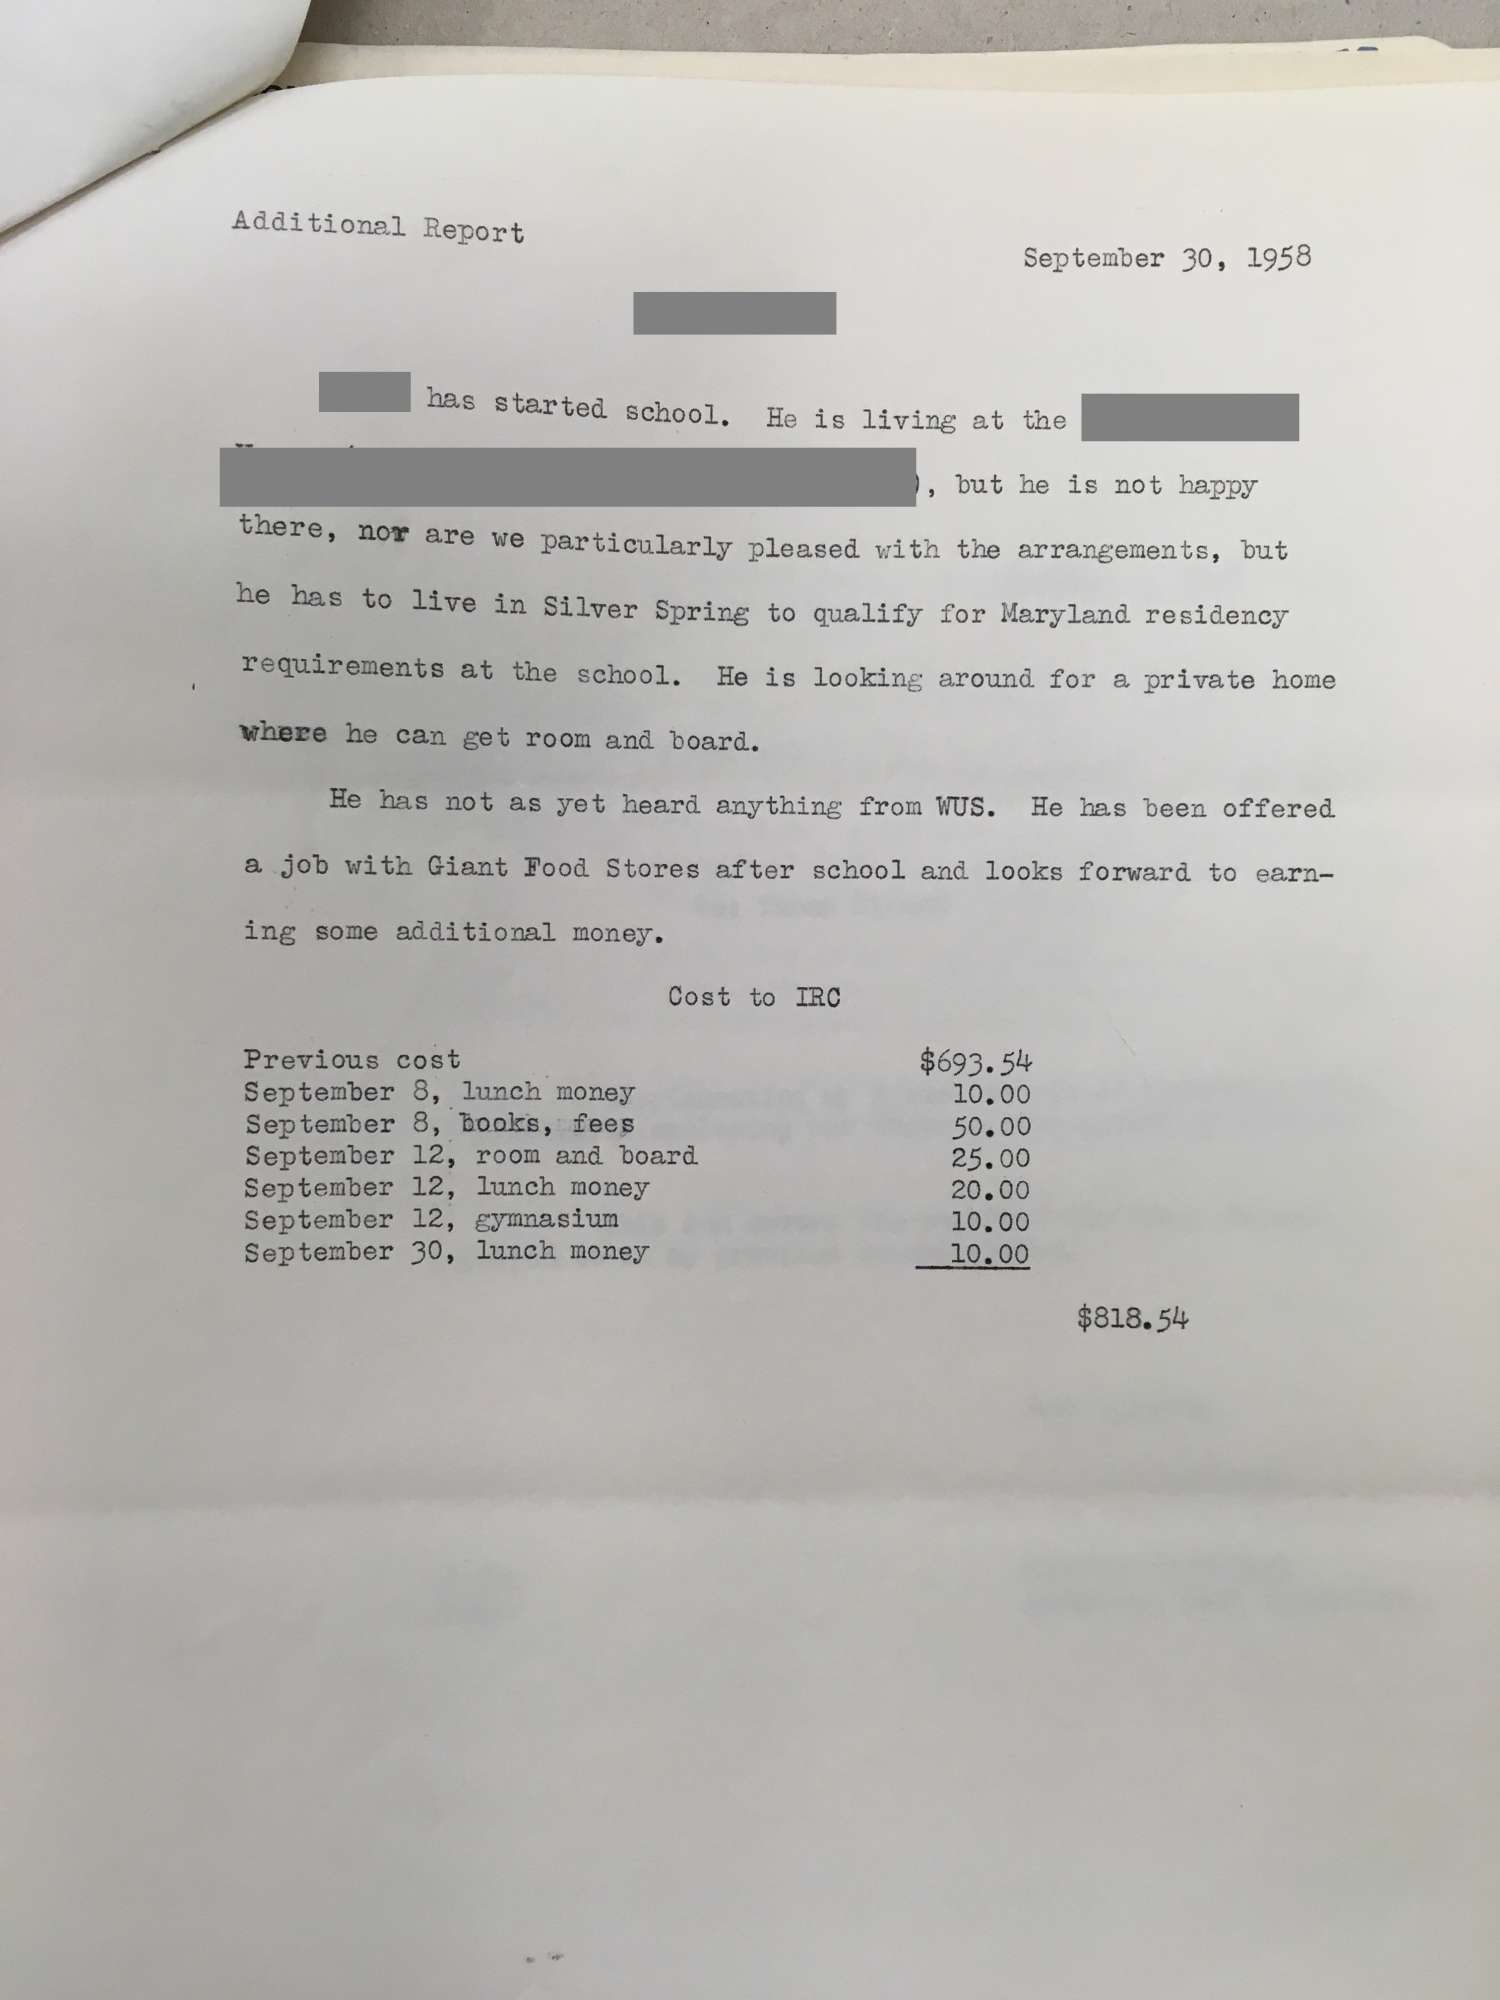 Additional Report
September 30, 1958
has started school. He is living at the
), but he is not happy
there, nor are we particularly pleased with the arrangements, but
he has to live in Silver Spring to qualify for Maryland residency
requirements at the school. He is looking around for a private home
where he can get room and board.
He has not as yet heard anything from WUS. He has been offered
a job with Giant Food Stores after school and looks forward to earn-
ing some additional money.
Cost to IRC
Previous cost $693.54
September 8, lunch money 10.00
September 8, books, fees 50.00
September 12, room and board 25.00
September 12, lunch money 20.00
September 12, gymnasium 10.00
September 30, lunch money 10.00
$818.54